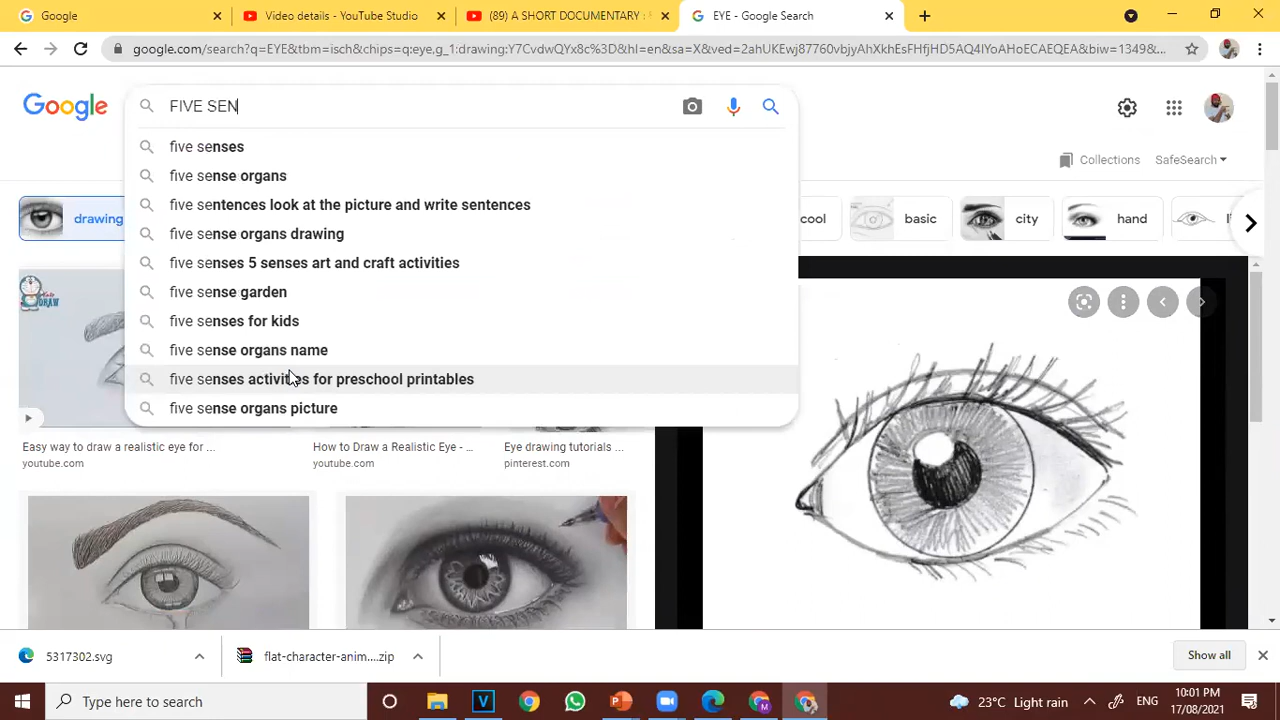 Google
Video details - YouTube Studio
(89) A SHORT DOCUMENTARY :
EYE - Google Search
google.com/search?q=EYE&tbm=isch&chips=q:eye,g_1:drawing:Y7CvdwQYx8c%3D&hl=en&sa=X&ved=2ahUKEwj87760vbjyAhXkhEsFHfjHD5AQ4lYoAHoECAEQEA&biw=1349&...
Google
FIVE SEN
five senses
five sense organs
five sentences look at the picture and write sentences
five sense organs drawing
five senses 5 senses art and craft activities
five sense garden
five senses for kids
five sense organs name
five senses activities for preschool printables
five sense organs picture
Collections
SafeSearch
drawing
cool
basic
city
hand
DRAW
Easy way to draw a realistic eye for ...
youtube.com
How to Draw a Realistic Eye - ...
youtube.com
Eye drawing tutorials ...
pinterest.com
5317302.svg
flat-character-anim....zip
Show all
Type here to search
23°C Light rain
ENG
10:01 PM
17/08/2021